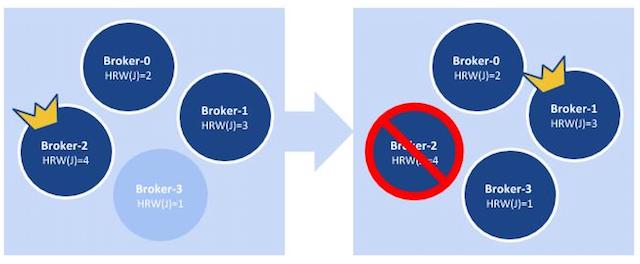 Broker-0
HRW(J)=2
Broker-1
HRW(J)=3
Broker-2
HRW(J)=4
Broker-3
HRW(J)=1
Broker-0
HRW(J)=2
Broker-1
HRW(J)=3
Broker-2
HRW(J)=4
Broker-3
HRW(J)=1